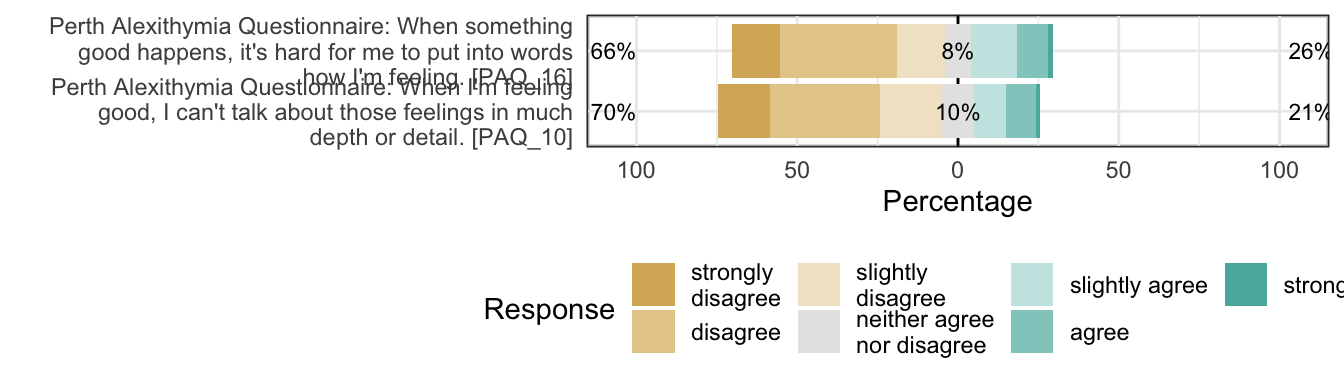 Perth Alexithymia Questionnaire: When something
good happens, it's hard for me to put into words
how I'm feeling. [PAQ_16]
66%
8%
26%
Perth Alexithymia Questionnaire: When I'm feeling
good, I can't talk about those feelings in much
depth or detail. [PAQ_10]
70%
10%
21%
100 50 0 50 100
Percentage
Response
strongly
disagree
disagree
slightly
disagree
neither agree
nor disagree
slightly agree
agree
strong